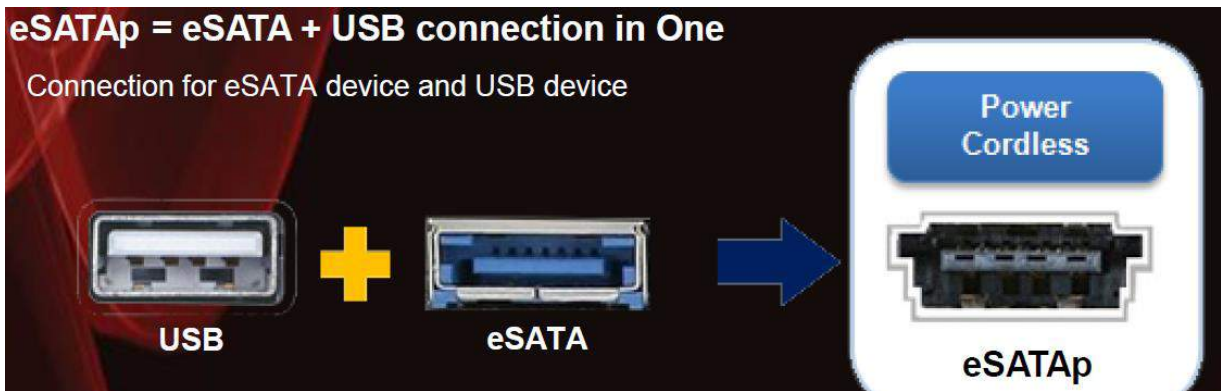 eSATAp = eSATA + USB connection in One
Connection for eSATA device and USB device
Power
Cordless
USB
eSATA
eSATAp